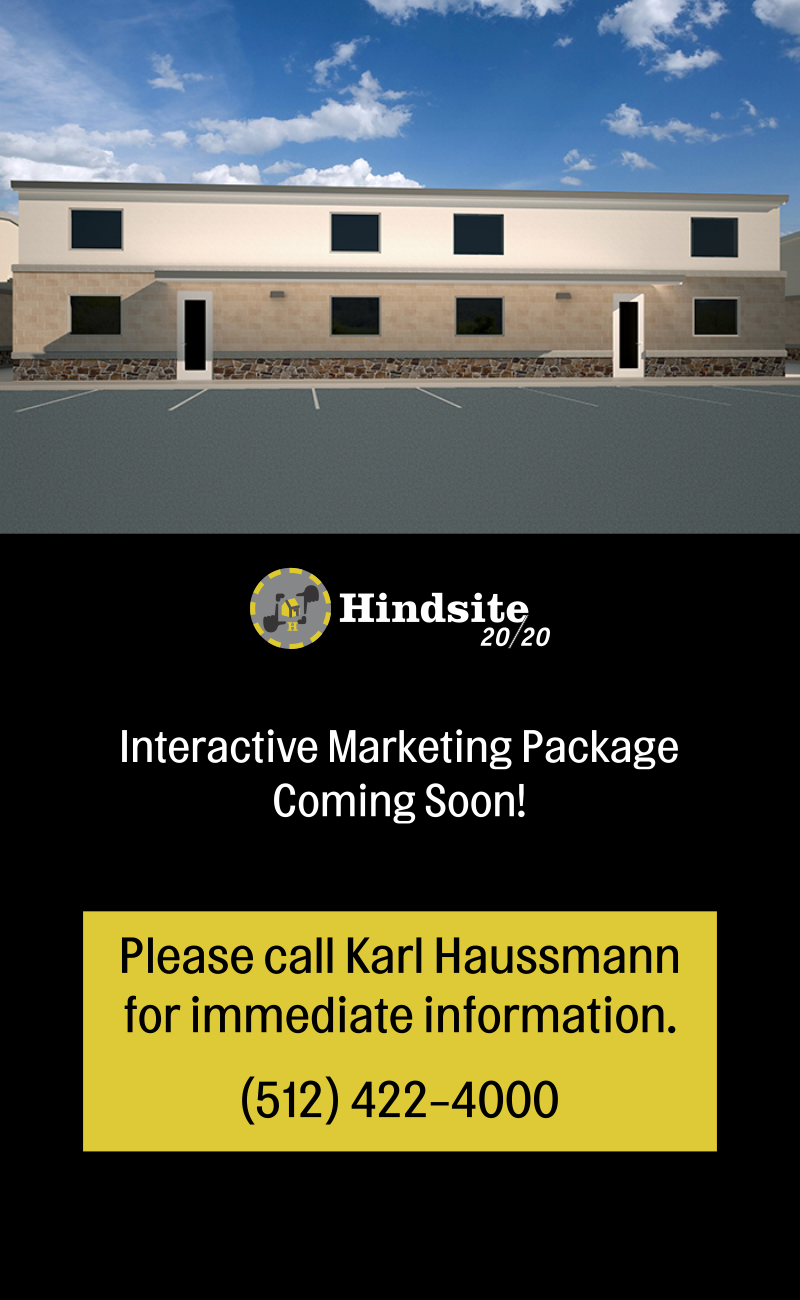 H
Hindsite
20/20
Interactive Marketing Package
Coming Soon!
Please call Karl Haussmann
for immediate information.
(512) 422-4000